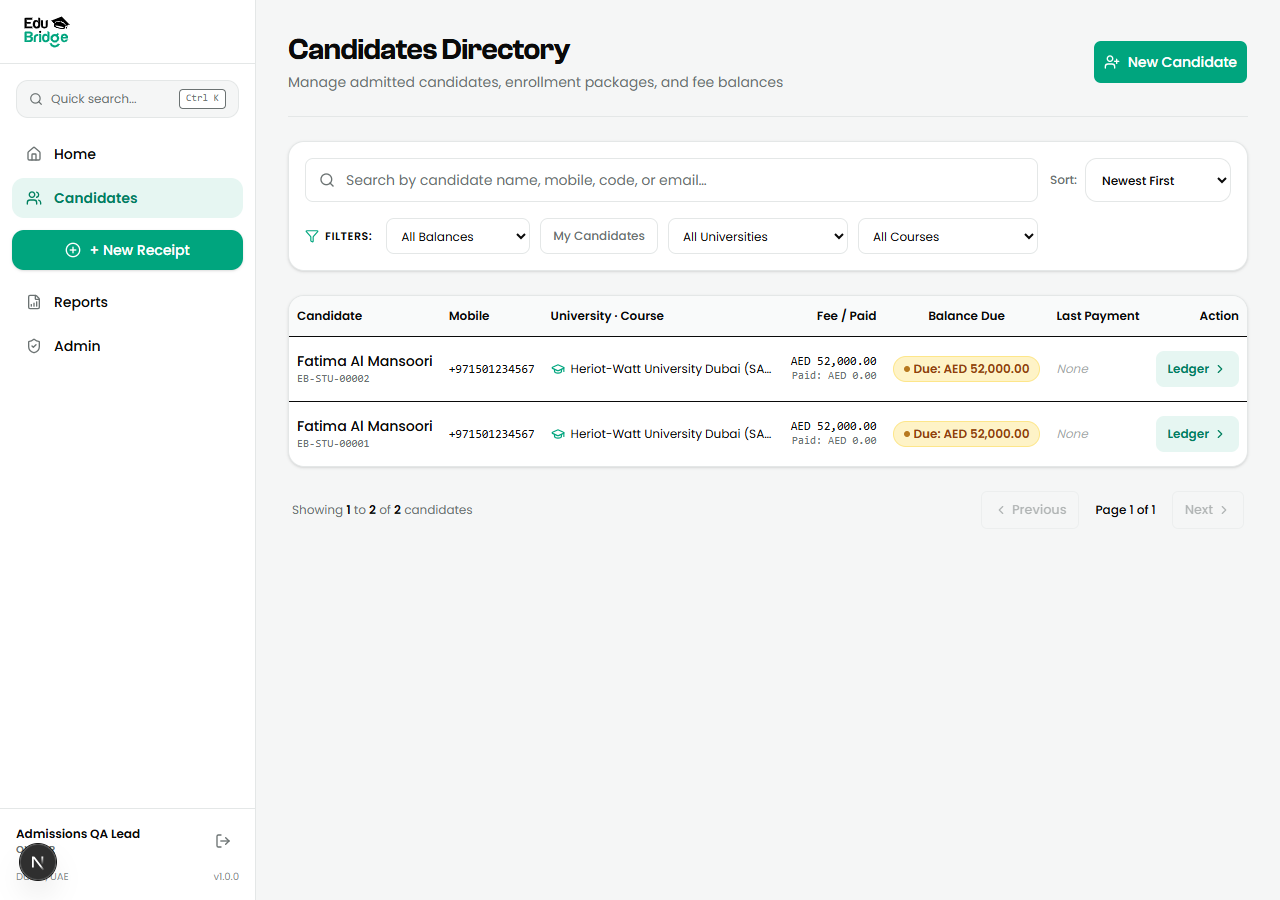 Edu
Bridge
Quick search...
Ctrl K
Home
Candidates
+ New Receipt
Reports
Admin
Admissions QA Lead
UAE
v1.0.0
N
Candidates Directory
Manage admitted candidates, enrollment packages, and fee balances
New Candidate
Search by candidate name, mobile, code, or email...
Sort:
Newest First
FILTERS:
All Balances
My Candidates
All Universities
All Courses
Candidate Mobile University · Course Fee / Paid Balance Due Last Payment Action
Fatima Al Mansoori
EB-STU-00002
+971501234567
Heriot-Watt University Dubai (SA...
AED 52,000.00
Paid: AED 0.00
Due: AED 52,000.00
None
Ledger
Fatima Al Mansoori
EB-STU-00001
+971501234567
Heriot-Watt University Dubai (SA...
AED 52,000.00
Paid: AED 0.00
Due: AED 52,000.00
None
Ledger
Showing 1 to 2 of 2 candidates
Previous
Page 1 of 1
Next